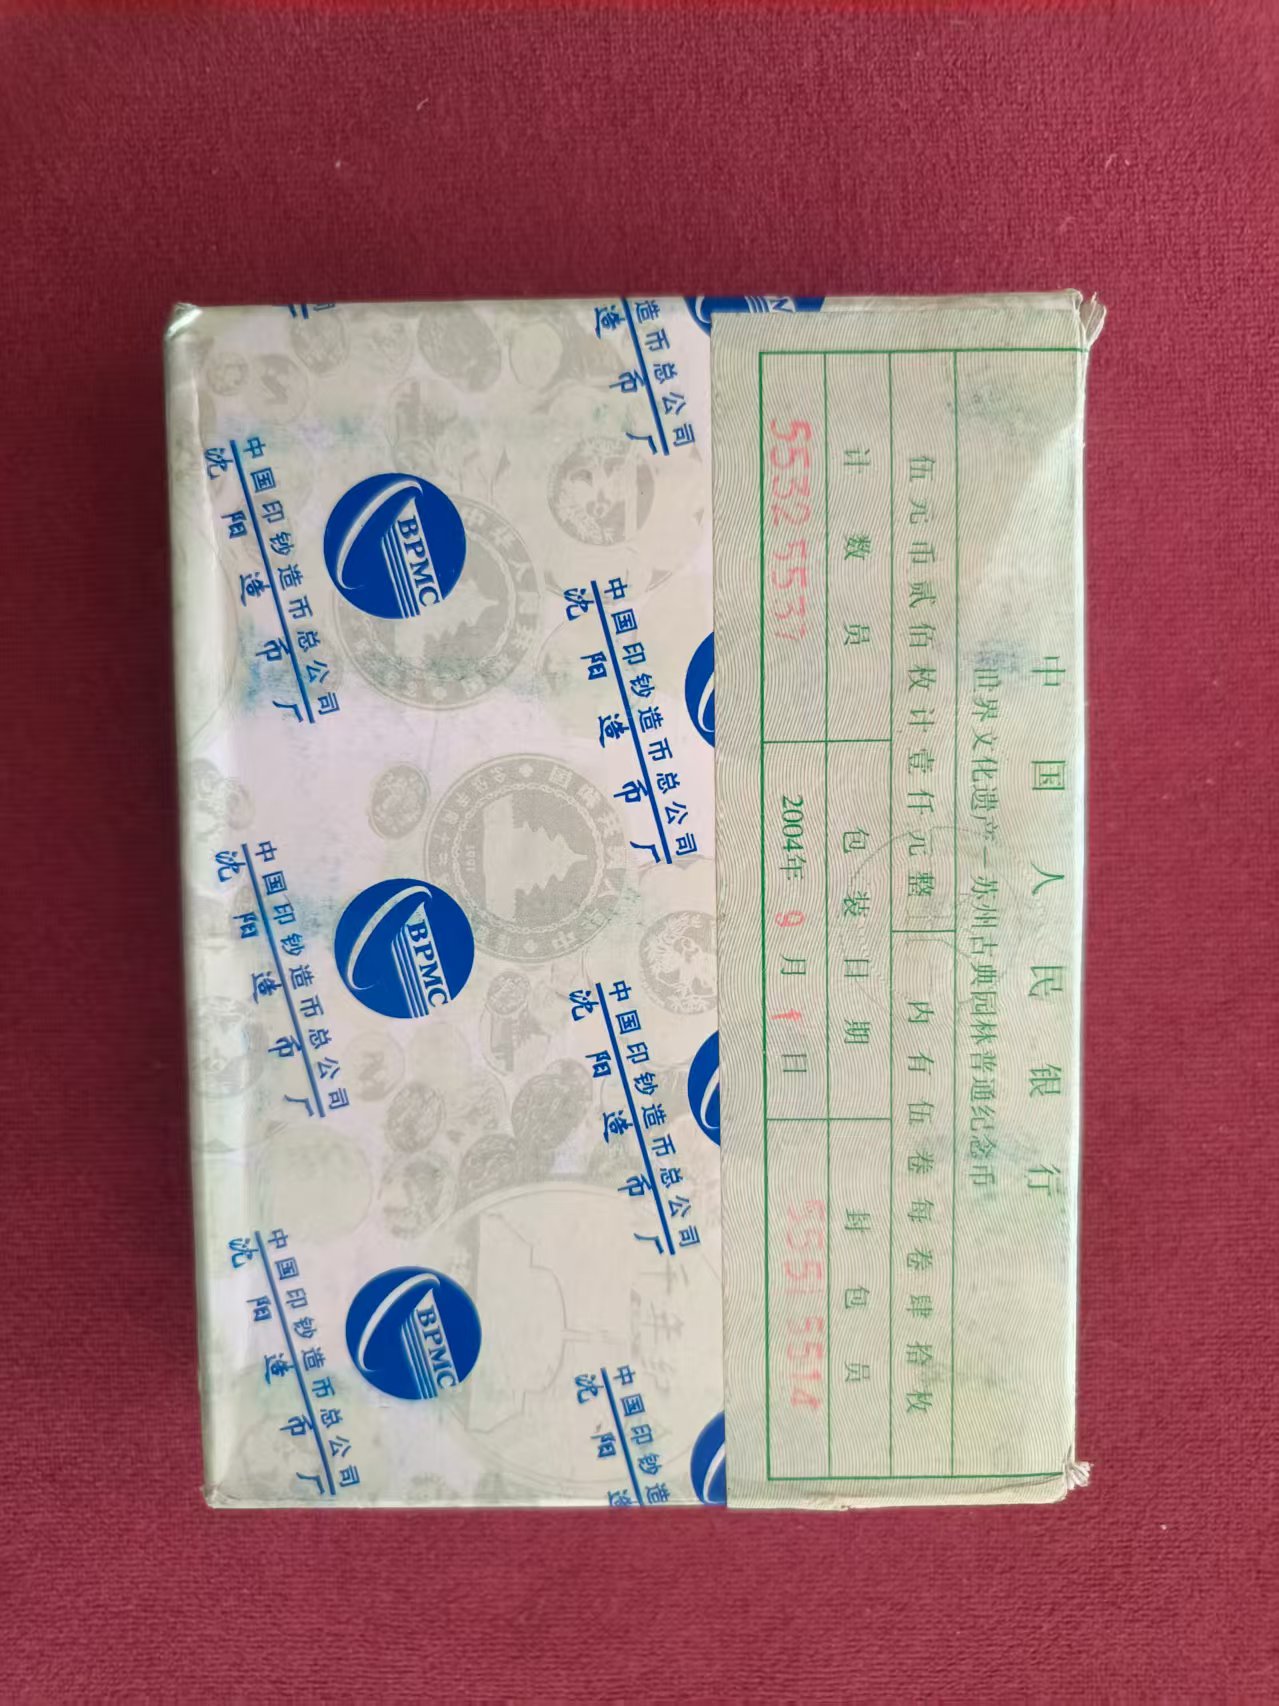 中国人民银行
世界文化遗产-苏州古典园林普通纪念币
伍元币贰佰枚计壹仟元整 内有伍卷每卷肆拾枚
计数员 包装日期 封包员
5532 5537 2004年 9月 1日 5551 5514
中国印钞造币总公司
沈阳造币厂
BPMC
中国印钞造币总公司
沈阳造币厂
BPMC
中国印钞造币总公司
沈阳造币厂
BPMC
造币总公司
造币厂
中国印钞造币总公司
沈阳造币厂
中国印钞造币总公司
沈阳造币厂
中国印钞造
沈阳造